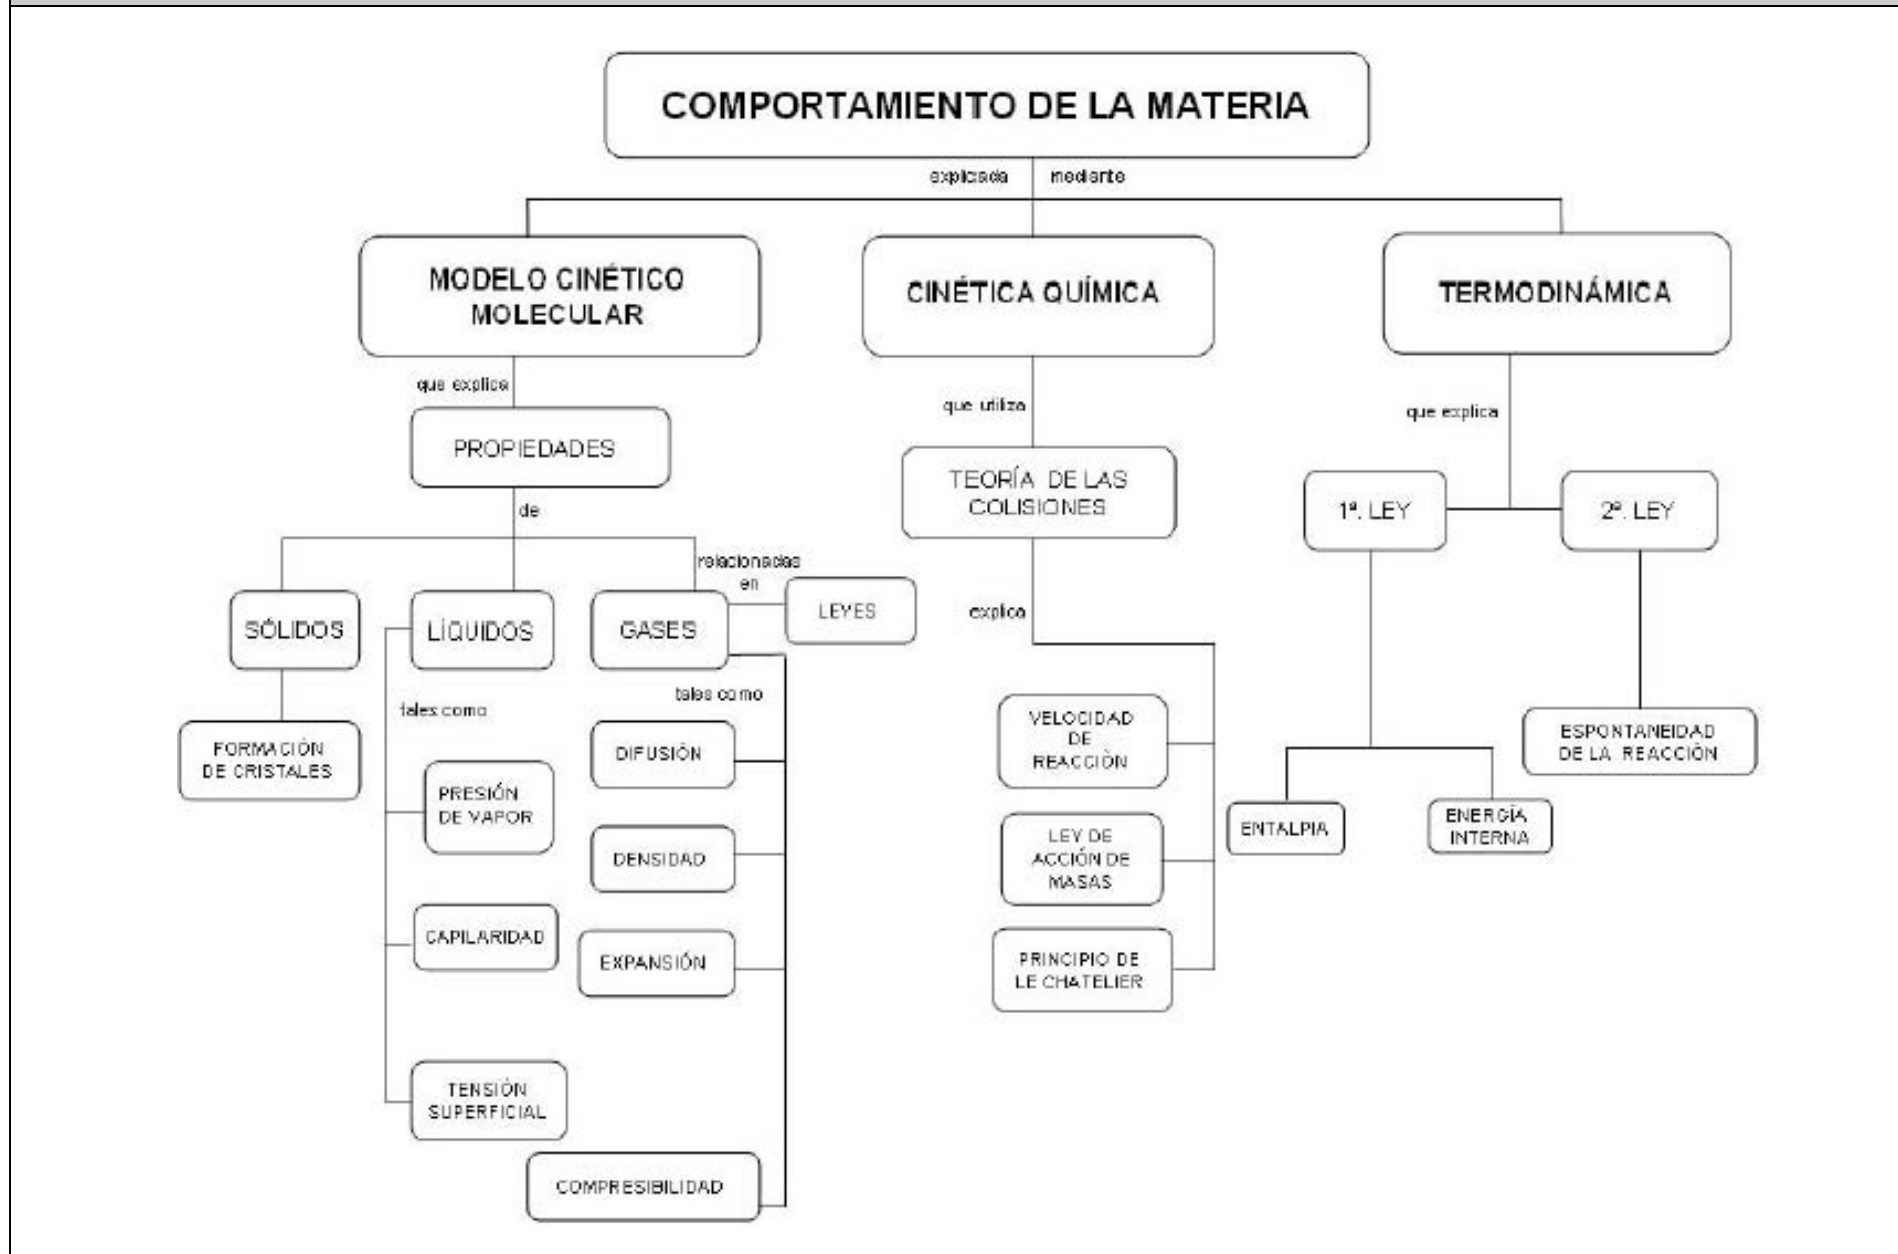 COMPORTAMIENTO DE LA MATERIA
explicada mediante
MODELO CINÉTICO
MOLECULAR
CINÉTICA QUÍMICA
TERMODINÁMICA
que explica
que utiliza
que explica
PROPIEDADES
TEORÍA DE LAS
COLISIONES
1ª. LEY
2ª. LEY
de
relacionadas
en
LEYES
SÓLIDOS
LÍQUIDOS
GASES
explica
tales como
tales como
FORMACIÓN
DE CRISTALES
PRESIÓN
DE VAPOR
CAPILARIDAD
TENSIÓN
SUPERFICIAL
DIFUSIÓN
DENSIDAD
EXPANSIÓN
COMPRESIBILIDAD
VELOCIDAD
DE
REACCIÓN
LEY DE
ACCIÓN DE
MASAS
PRINCIPIO DE
LE CHATELIER
ENTALPIA
ENERGÍA
INTERNA
ESPONTANEIDAD
DE LA REACCIÓN